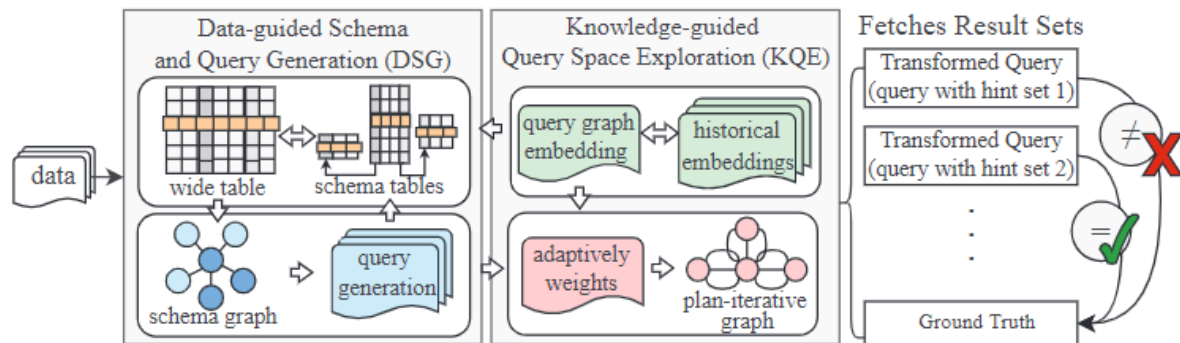 data
Data-guided Schema
and Query Generation (DSG)
wide table
schema tables
schema graph
query
generation
Knowledge-guided
Query Space Exploration (KQE)
query graph
embedding
historical
embeddings
adaptively
weights
plan-iterative
graph
Fetches Result Sets
Transformed Query
(query with hint set 1)
≠
Transformed Query
(query with hint set 2)
=
Ground Truth